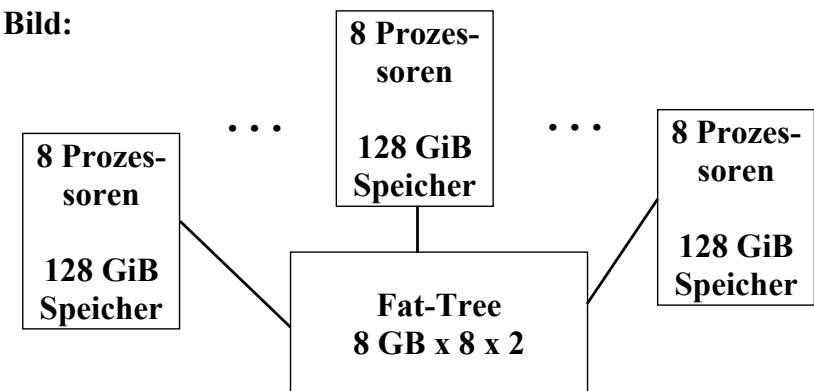 Bild:
8 Prozes-
soren
128 GiB
Speicher
. . .
. . .
8 Prozes-
soren
128 GiB
Speicher
8 Prozes-
soren
128 GiB
Speicher
Fat-Tree
8 GB x 8 x 2